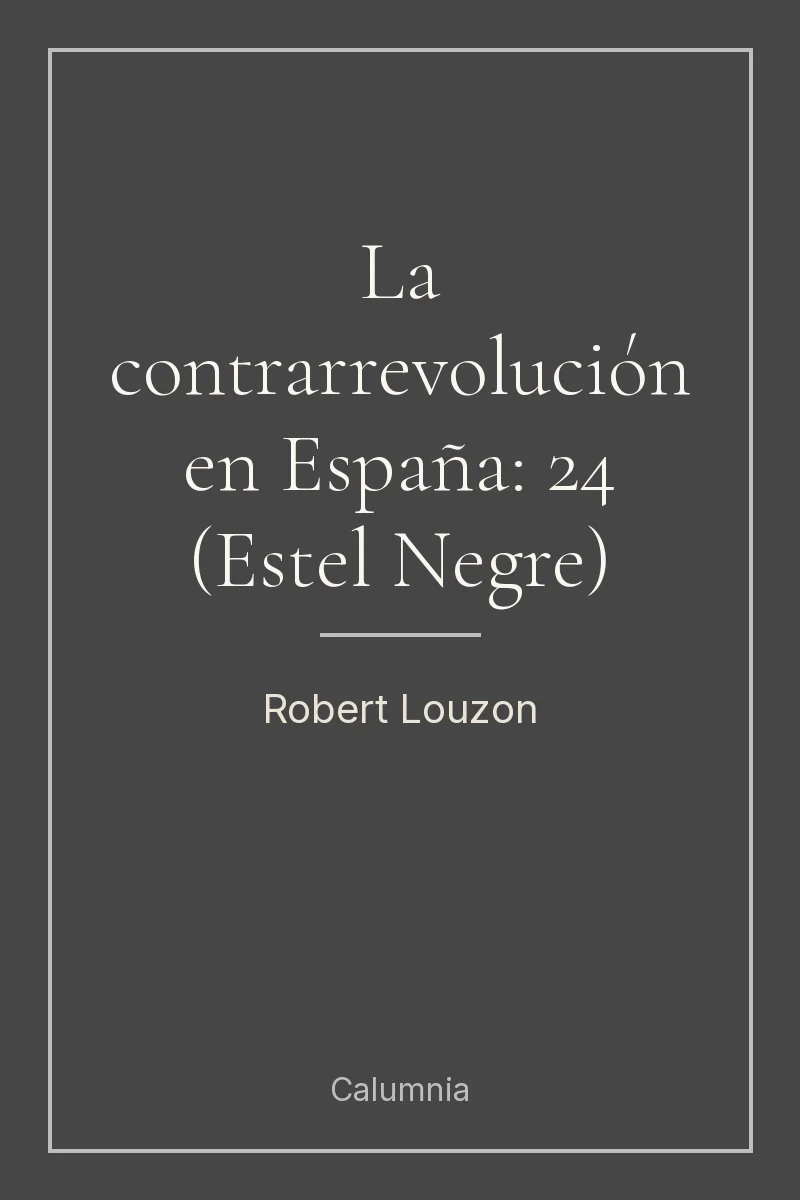 La
contrarrevolución
en España: 24
(Estel Negre)
Robert Louzon
Calumnia